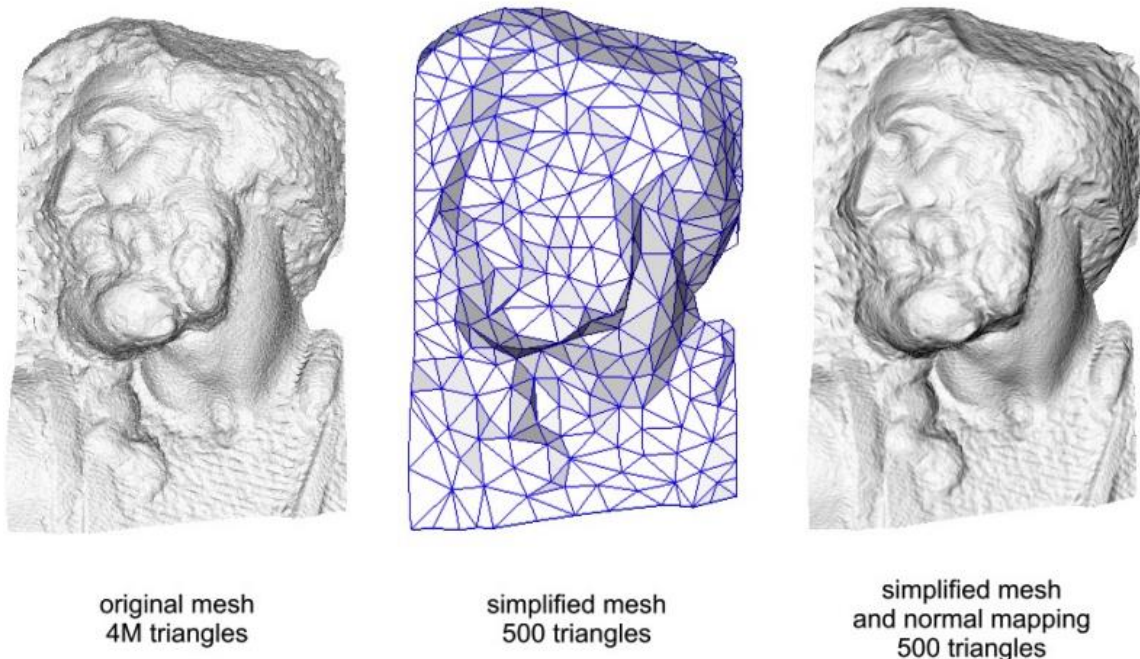 original mesh
4M triangles
simplified mesh
500 triangles
simplified mesh
and normal mapping
500 triangles